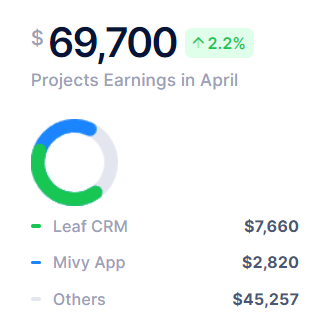 $ 69,700 ↑ 2.2%
Projects Earnings in April
Leaf CRM $7,660
Mivy App $2,820
Others $45,257